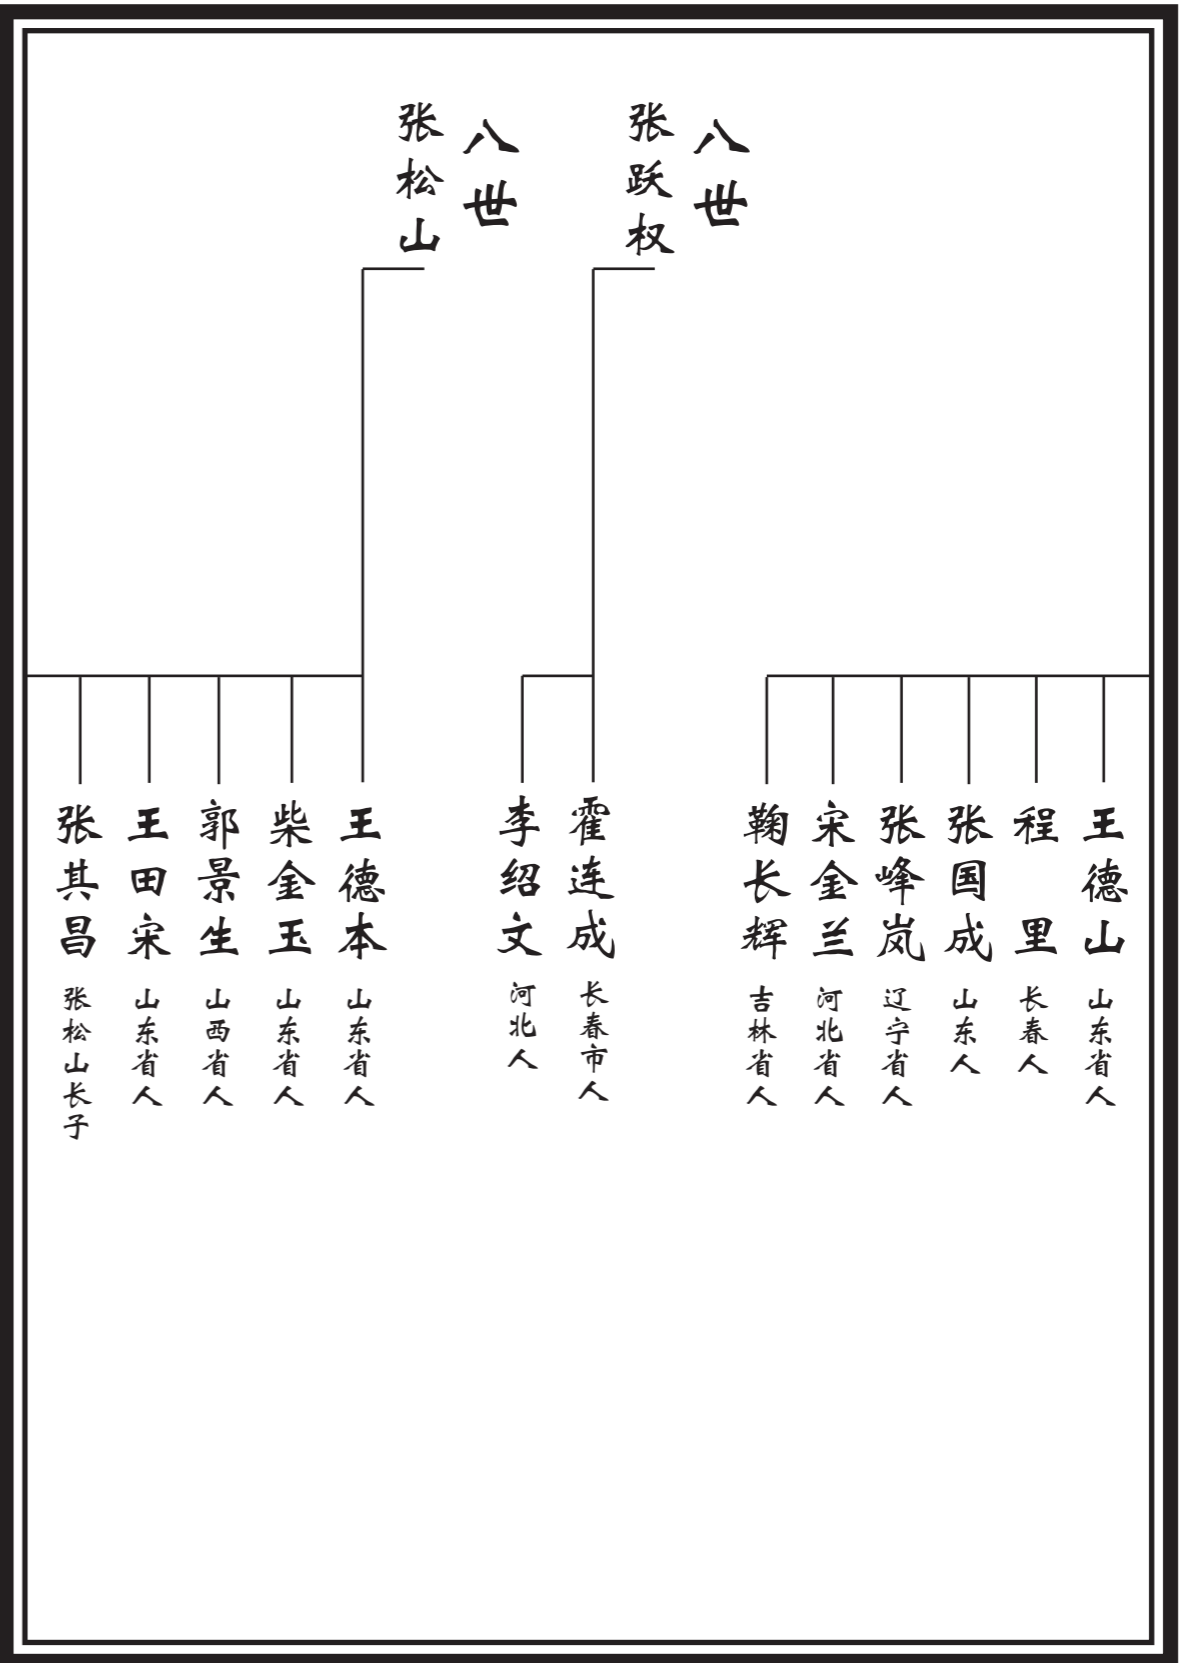 八世
张跃权
八世
张松山
王德山
山东省人
程里
长春人
张国成
山东人
张峰岚
辽宁省人
宋金兰
河北省人
鞠长辉
吉林省人
霍连成
长春市人
李绍文
河北人
王德本
山东省人
柴金玉
山东省人
郭景生
山西省人
王田宋
山东省人
张其昌
张松山长子